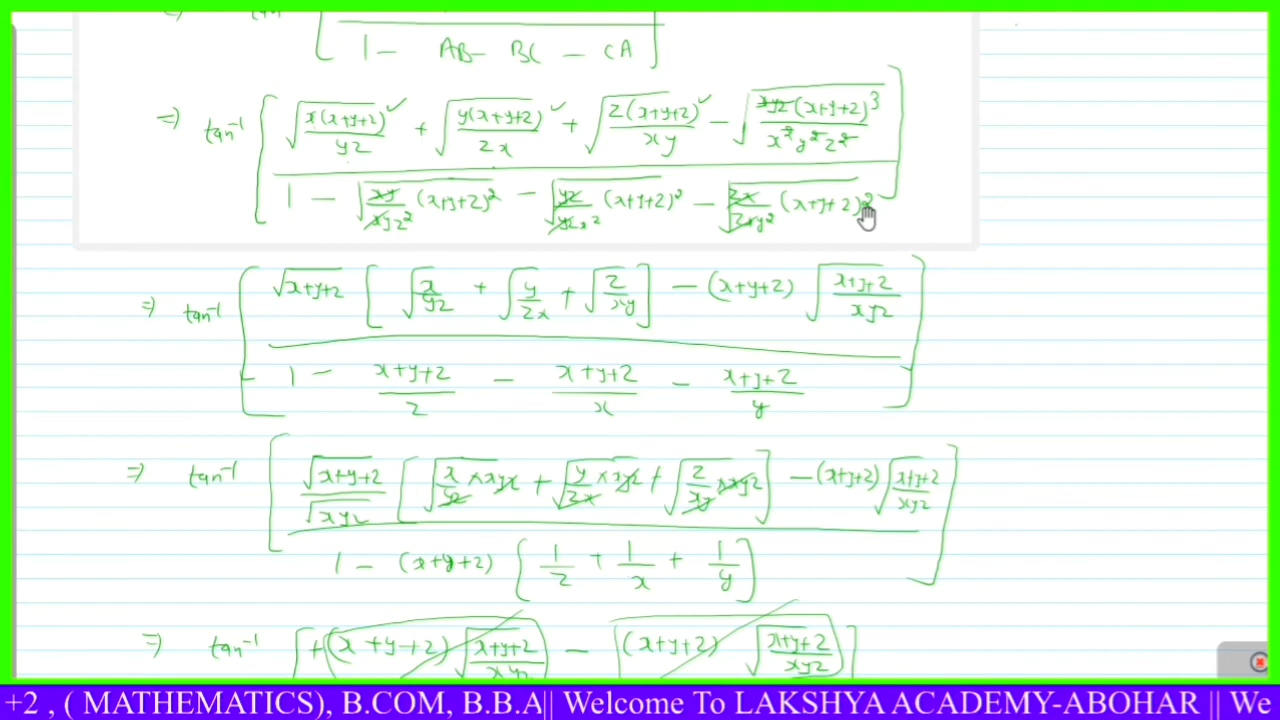 1 - AB - BC - CA
⇒ tan⁻¹ [ √(x(x+y+z)/yz) + √(y(x+y+z)/zx) + √(z(x+y+z)/xy) - √(xyz(x+y+z)³/x²y²z²)
1 - √(xy/xyz² (x+y+z)²) - √(yz/yzx² (x+y+z)²) - √(zx/zxy² (x+y+z)²) ]
⇒ tan⁻¹ [ √x+y+z [ √(x/yz) + √(y/zx) + √(z/xy) ] - (x+y+z) √(x+y+z/xyz)
1 - x+y+z/z - x+y+z/x - x+y+z/y ]
⇒ tan⁻¹ [ √x+y+z/√xyz [ √(x/yz × xyz) + √(y/zx × xyz) + √(z/xy × xyz) ] - (x+y+z) √(x+y+z/xyz)
1 - (x+y+z) [ 1/z + 1/x + 1/y ] ]
⇒ tan⁻¹ [ +(x+y+z) √(x+y+z/xyz) - (x+y+z) √(x+y+z/xyz) ]
+2 , ( MATHEMATICS), B.COM, B.B.A|| Welcome To LAKSHYA ACADEMY-ABOHAR || We